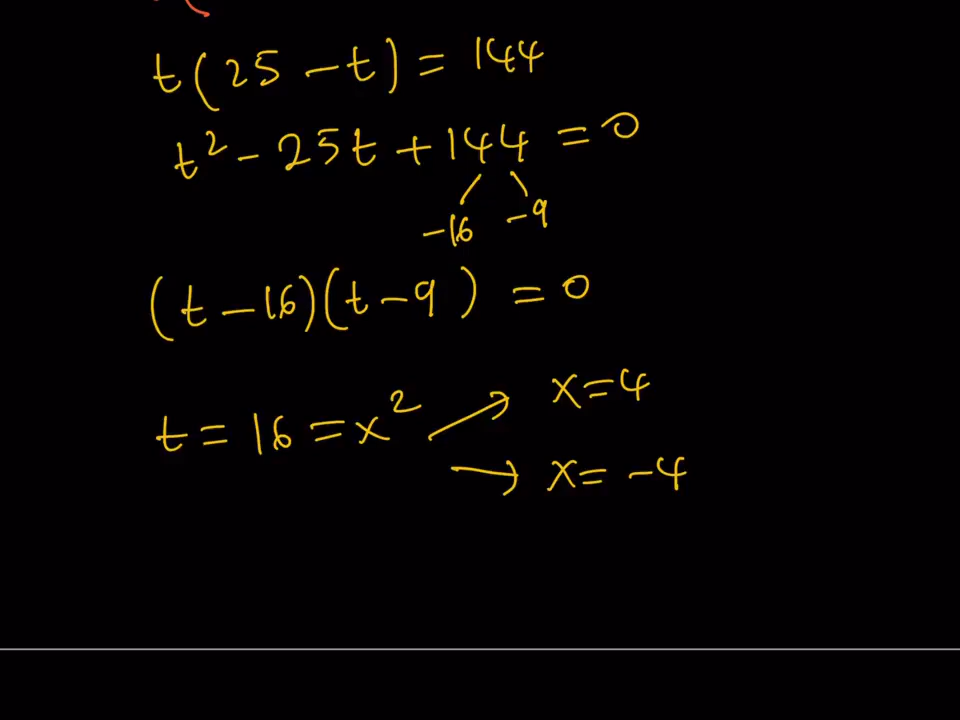 t(25 - t) = 144
t² - 25t + 144 = 0
-16 -9
(t - 16)(t - 9) = 0
x = 4
t = 16 = x²
x = -4